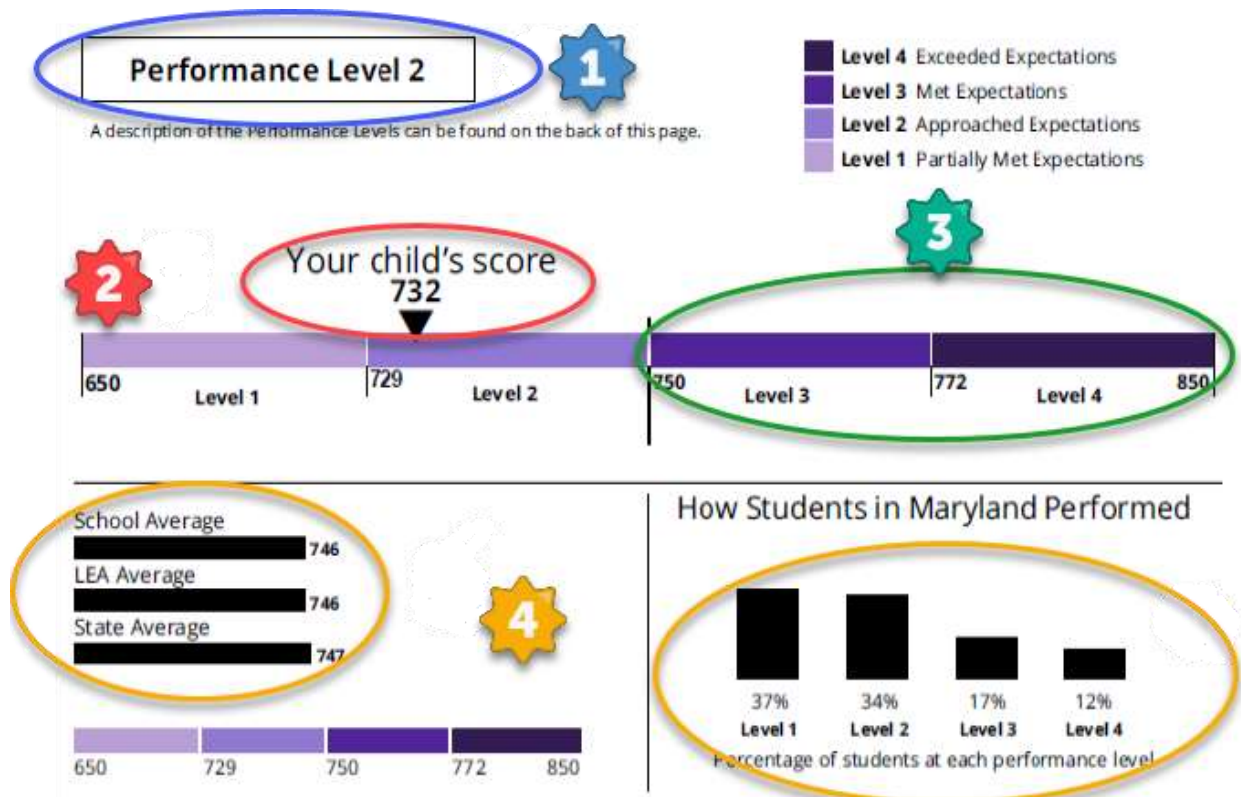 Performance Level 2
1
A description of the Performance Levels can be found on the back of this page.
Level 4 Exceeded Expectations
Level 3 Met Expectations
Level 2 Approached Expectations
Level 1 Partially Met Expectations
2
Your child's score
732
3
650
Level 1
729
Level 2
750
Level 3
772
Level 4
850
School Average
746
LEA Average
746
State Average
747
4
650 729 750 772 850
How Students in Maryland Performed
37% 34% 17% 12%
Level 1 Level 2 Level 3 Level 4
Percentage of students at each performance level